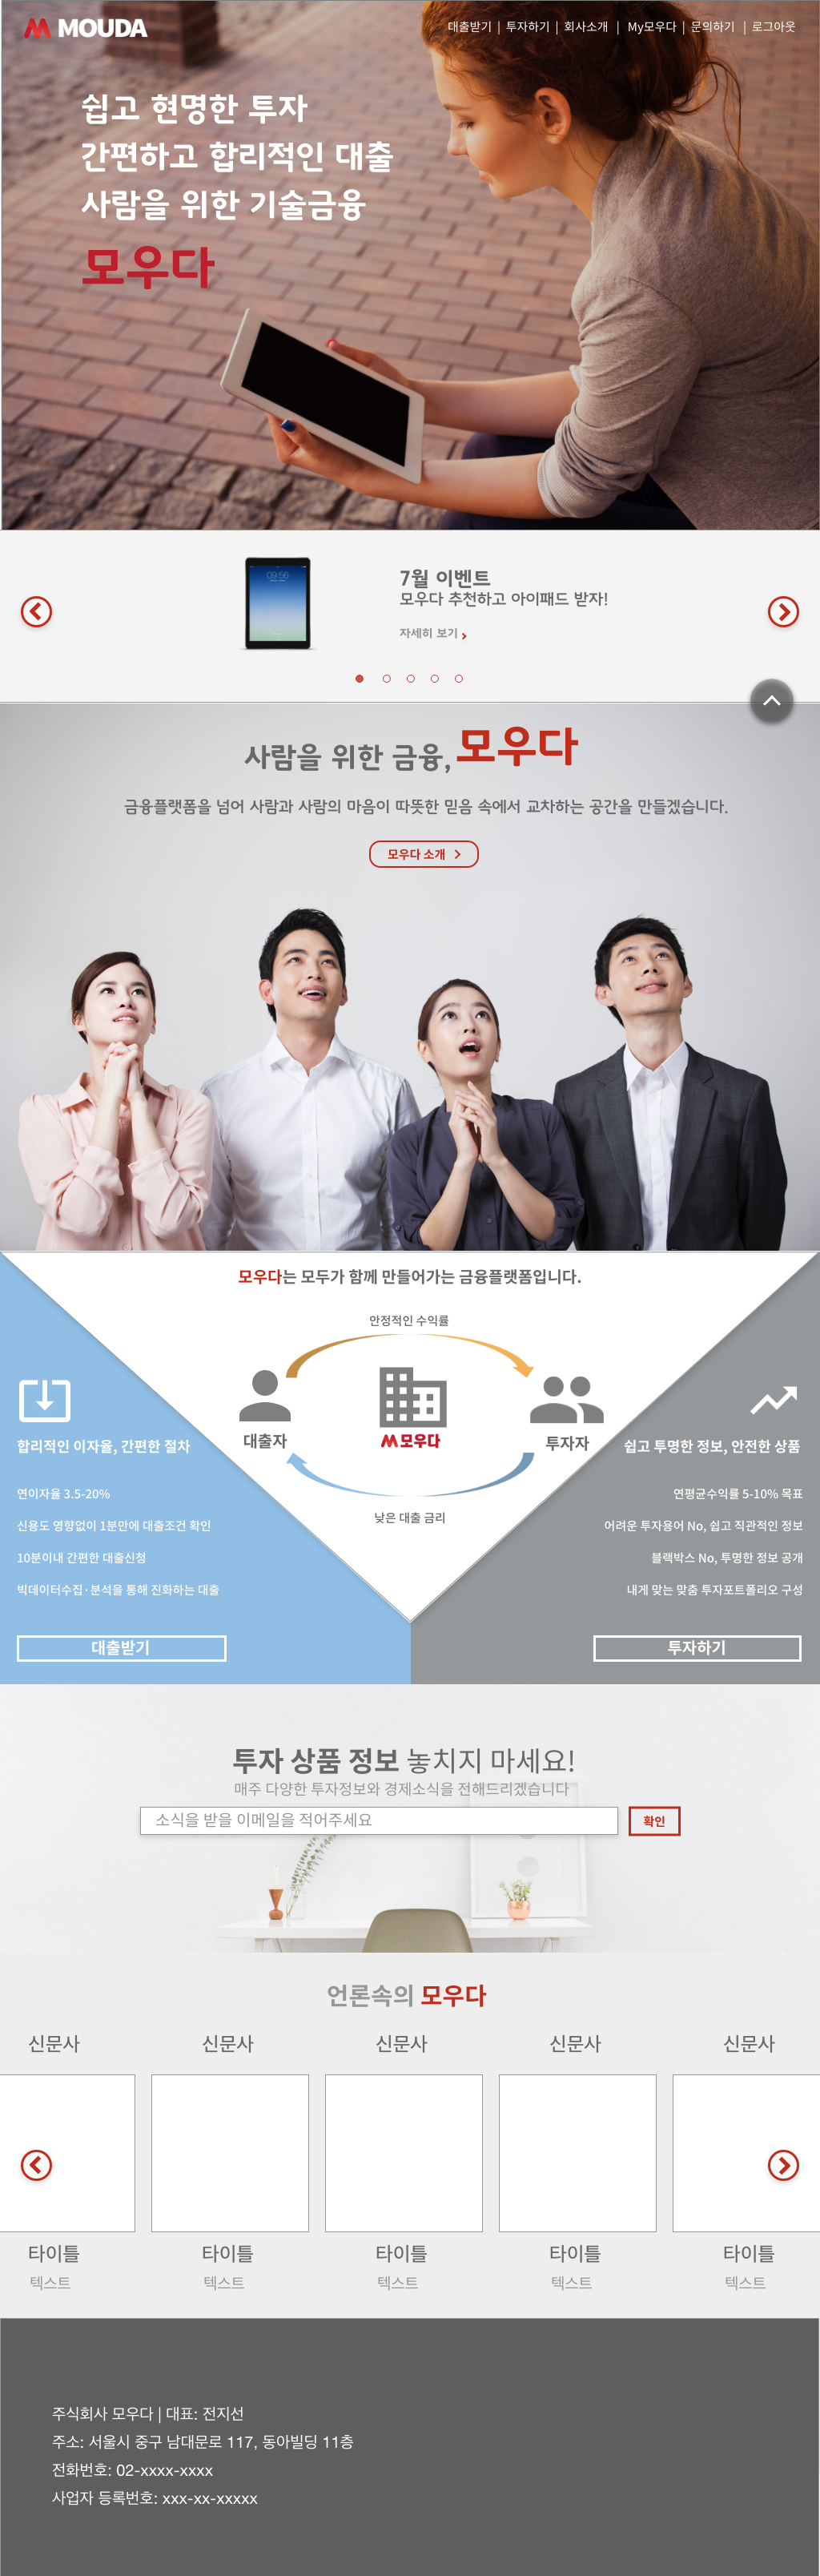 MOUDA
대출받기 | 투자하기 | 회사소개 | My모우다 | 문의하기 | 로그아웃
쉽고 현명한 투자
간편하고 합리적인 대출
사람을 위한 기술금융
모우다
09:56
7월 이벤트
모우다 추천하고 아이패드 받자!
자세히 보기
사람을 위한 금융, 모우다
금융플랫폼을 넘어 사람과 사람의 마음이 따뜻한 믿음 속에서 교차하는 공간을 만들겠습니다.
모우다 소개
모우다는 모두가 함께 만들어가는 금융플랫폼입니다.
안정적인 수익률
대출자
모우다
투자자
낮은 대출 금리
합리적인 이자율, 간편한 절차
연이자율 3.5-20%
신용도 영향없이 1분만에 대출조건 확인
10분이내 간편한 대출신청
빅데이터수집·분석을 통해 진화하는 대출
대출받기
쉽고 투명한 정보, 안전한 상품
연평균수익률 5-10% 목표
어려운 투자용어 No, 쉽고 직관적인 정보
블랙박스 No, 투명한 정보 공개
내게 맞는 맞춤 투자포트폴리오 구성
투자하기
투자 상품 정보 놓치지 마세요!
매주 다양한 투자정보와 경제소식을 전해드리겠습니다
소식을 받을 이메일을 적어주세요
확인
언론속의 모우다
신문사 신문사 신문사 신문사 신문사
타이틀 타이틀 타이틀 타이틀 타이틀
텍스트 텍스트 텍스트 텍스트 텍스트
주식회사 모우다 | 대표: 전지선
주소: 서울시 중구 남대문로 117, 동아빌딩 11층
전화번호: 02-xxxx-xxxx
사업자 등록번호: xxx-xx-xxxxx